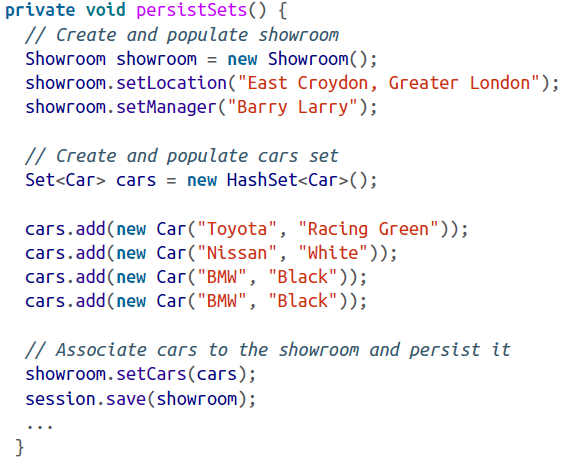 private void persistSets() {
  // Create and populate showroom
  Showroom showroom = new Showroom();
  showroom.setLocation("East Croydon, Greater London");
  showroom.setManager("Barry Larry");

  // Create and populate cars set
  Set<Car> cars = new HashSet<Car>();

  cars.add(new Car("Toyota", "Racing Green"));
  cars.add(new Car("Nissan", "White"));
  cars.add(new Car("BMW", "Black"));
  cars.add(new Car("BMW", "Black"));

  // Associate cars to the showroom and persist it
  showroom.setCars(cars);
  session.save(showroom);
  ...
 }